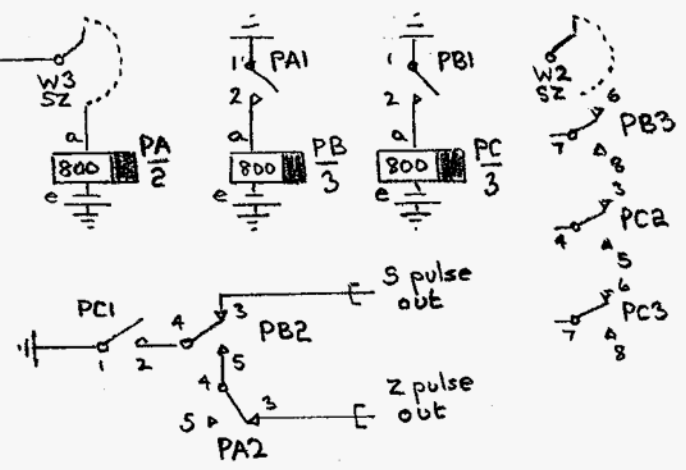 W3
SZ
a
800
PA
2
e
1
PA1
2
a
800
PB
3
e
1
PB1
2
a
800
PC
3
e
W2
SZ
6
PB3
7
8
3
PC2
4
5
6
PC3
7
8
PC1
1
2
4
3
PB2
5
S pulse
out
4
3
5
PA2
Z pulse
out